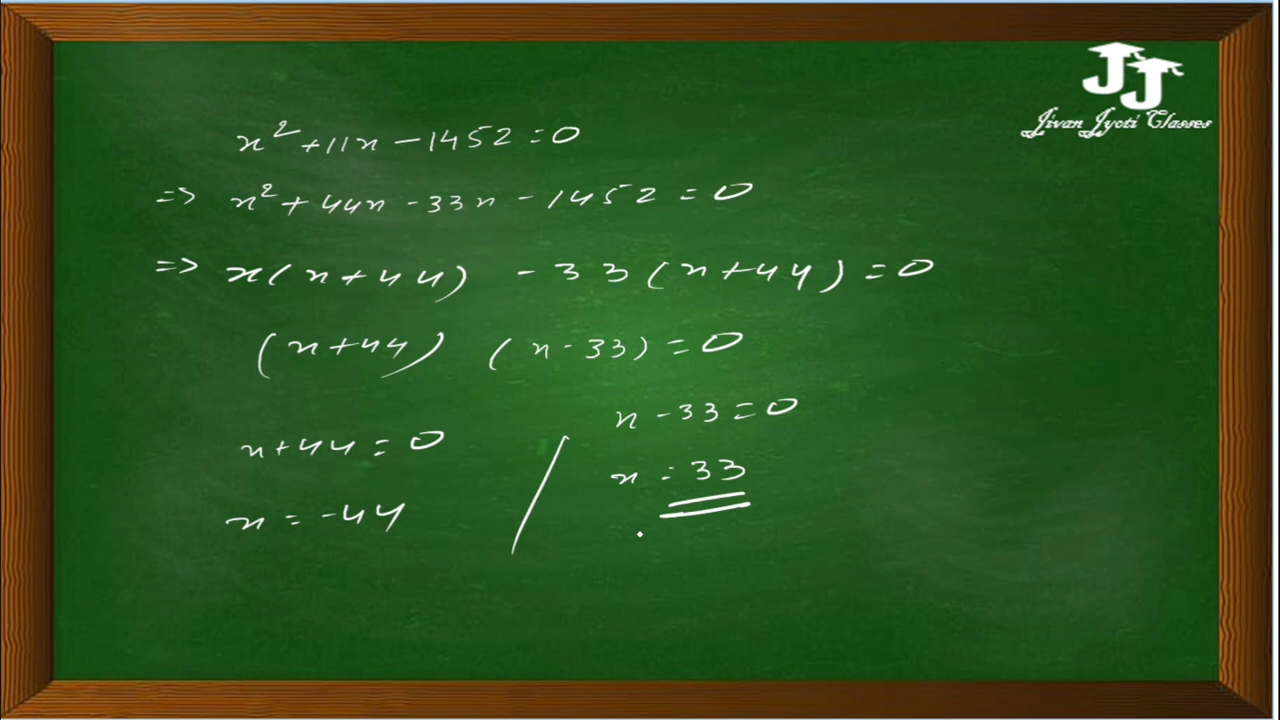 JJ
Jivan Jyoti Classes
x² + 11x - 1452 = 0
=> x² + 44x - 33x - 1452 = 0
=> x(x+44) - 33(x+44) = 0
(x+44) (x-33) = 0
x+44 = 0
x = -44
x - 33 = 0
x = 33